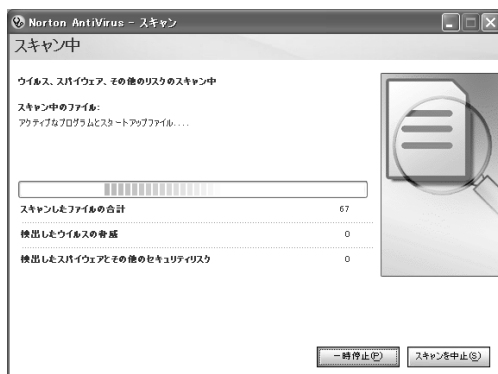 Norton AntiVirus - スキャン
スキャン中
ウイルス、スパイウェア、その他のリスクのスキャン中
スキャン中のファイル:
アクティブなプログラムとスタートアップファイル....
スキャンしたファイルの合計 67
検出したウイルスの脅威 0
検出したスパイウェアとその他のセキュリティリスク 0
一時停止(P) スキャンを中止(S)